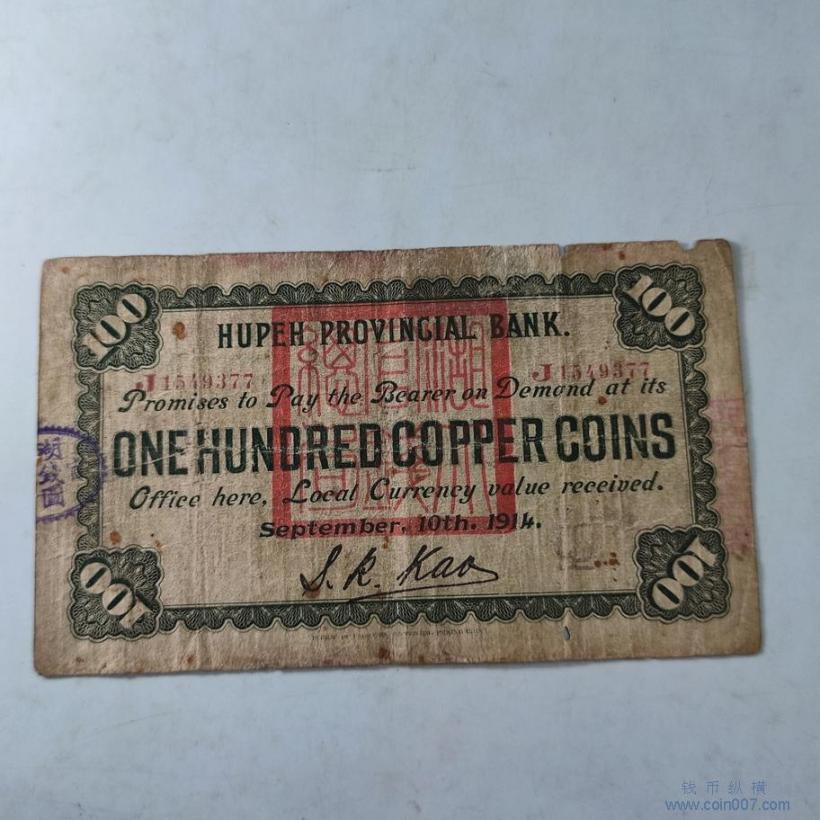 100
100
HUPEH PROVINCIAL BANK.
J1549377
J1549377
Promises to Pay the Bearer on Demand at its
ONE HUNDRED COPPER COINS
Office here, Local Currency value received.
September, 10th. 1914.
S. K. Kao
100
100
钱币纵横
www.coin007.com